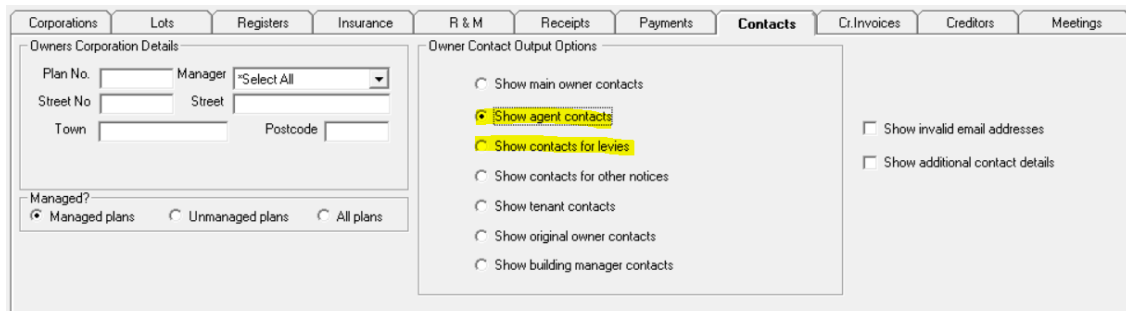 Corporations Lots Registers Insurance R & M Receipts Payments Contacts Cr.Invoices Creditors Meetings
Owners Corporation Details
Plan No. Manager *Select All
Street No Street
Town Postcode
Managed?
Managed plans Unmanaged plans All plans
Owner Contact Output Options
Show main owner contacts
Show agent contacts
Show contacts for levies
Show contacts for other notices
Show tenant contacts
Show original owner contacts
Show building manager contacts
Show invalid email addresses
Show additional contact details